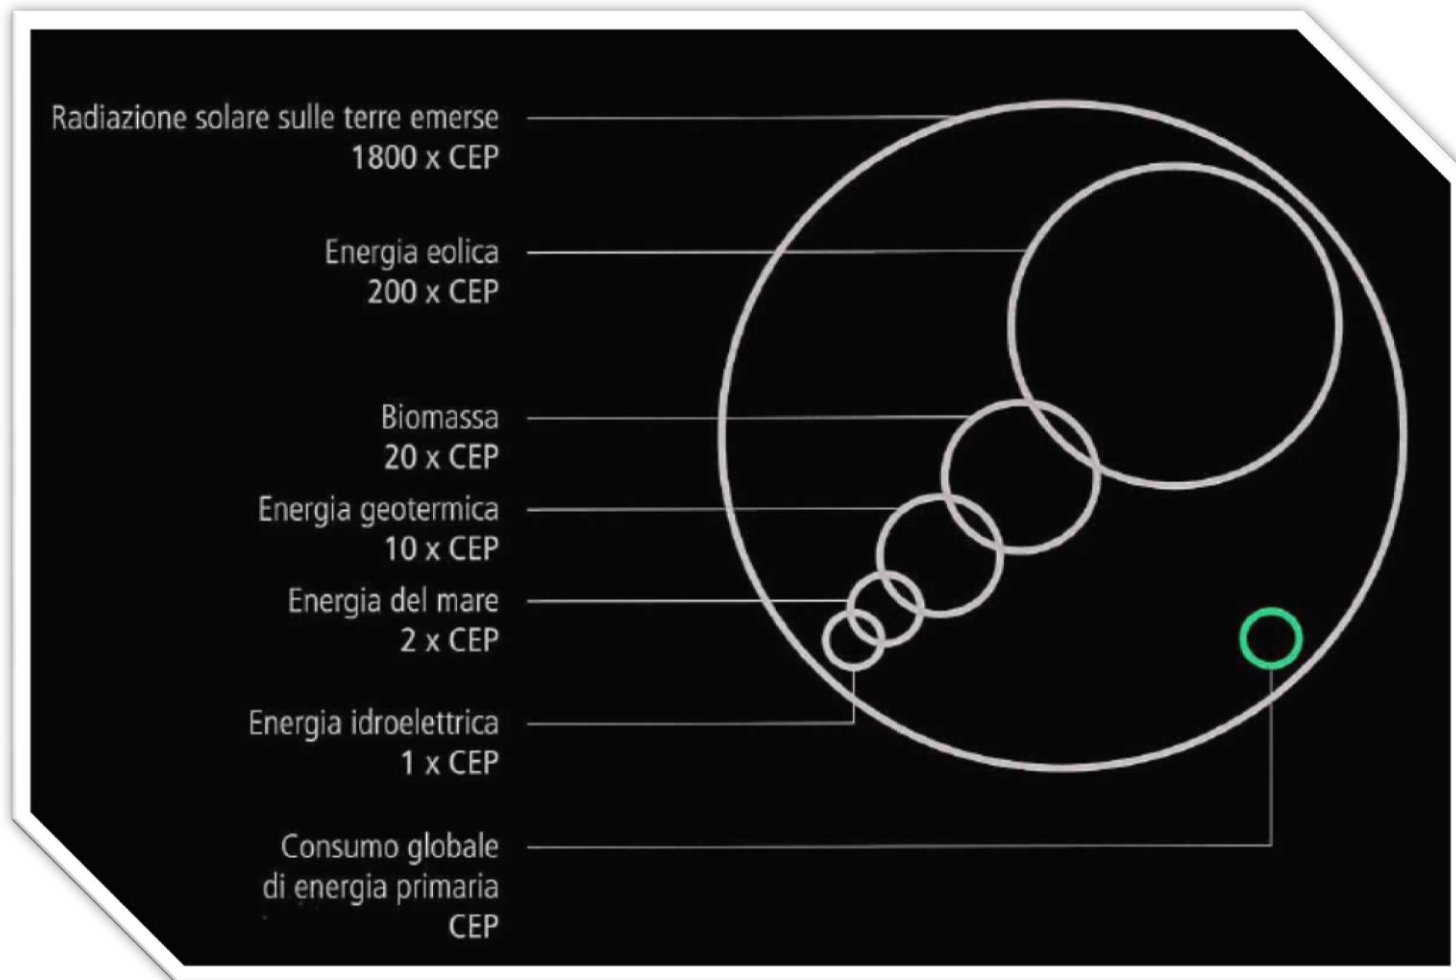 Radiazione solare sulle terre emerse
1800 x CEP
Energia eolica
200 x CEP
Biomassa
20 x CEP
Energia geotermica
10 x CEP
Energia del mare
2 x CEP
Energia idroelettrica
1 x CEP
Consumo globale
di energia primaria
CEP